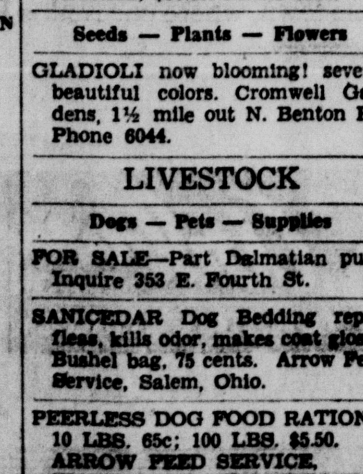 N
Seeds — Plants — Flowers
GLADIOLI now blooming! seve
beautiful colors. Cromwell Ga
dens, 1½ mile out N. Benton
Phone 6044.
LIVESTOCK
Dogs — Pets — Supplies
FOR SALE—Part Dalmatian pu
Inquire 353 E. Fourth St.
SANICEDAR Dog Bedding rep
fleas, kills odor, makes coat glos
Bushel bag, 75 cents. Arrow Fe
Service, Salem, Ohio.
PEERLESS DOG FOOD RATION
10 LBS. 65c; 100 LBS. $5.50.
ARROW FEED SERVICE.